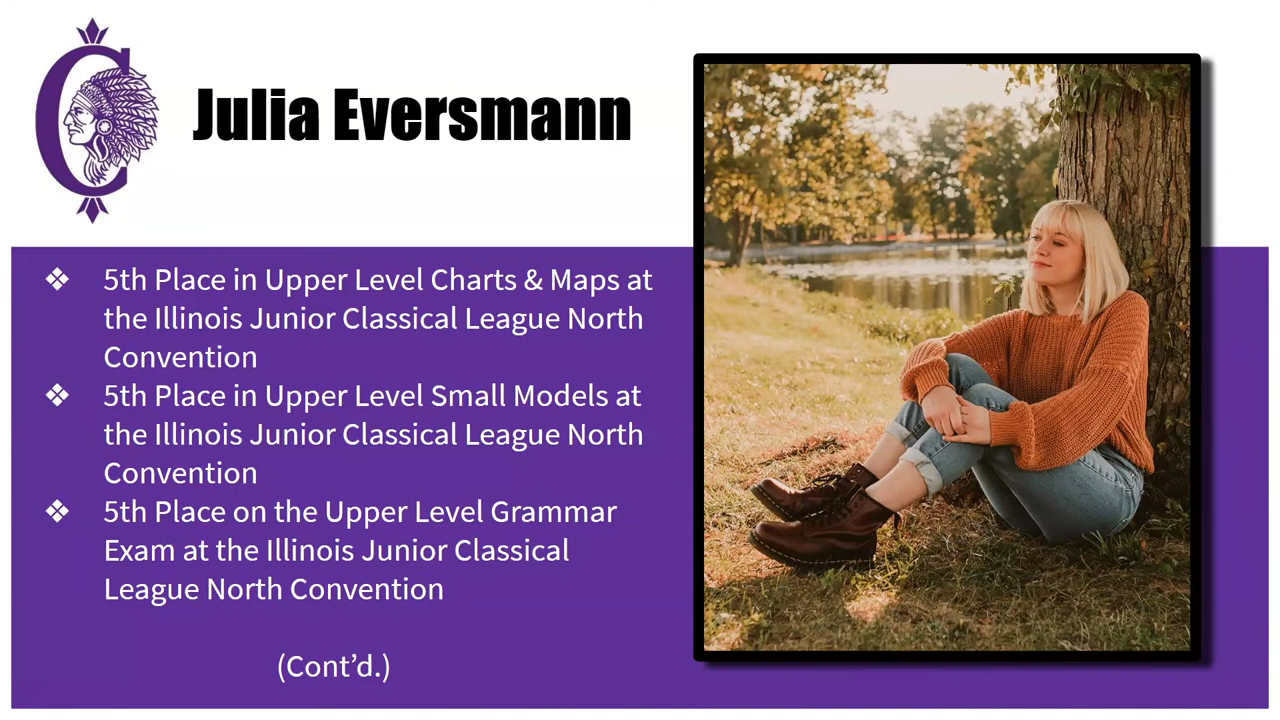 Julia Eversmann
❖ 5th Place in Upper Level Charts & Maps at
the Illinois Junior Classical League North
Convention
❖ 5th Place in Upper Level Small Models at
the Illinois Junior Classical League North
Convention
❖ 5th Place on the Upper Level Grammar
Exam at the Illinois Junior Classical
League North Convention
(Cont’d.)